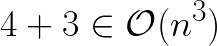 4 + 3 ∈ 𝒪(n³)